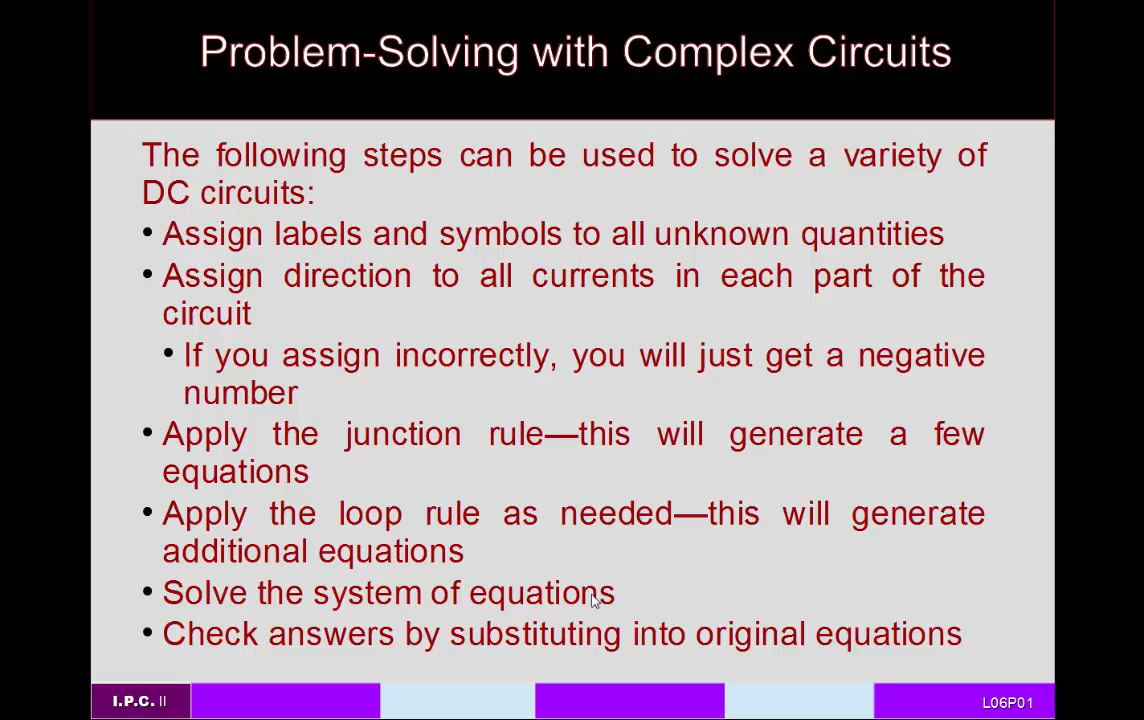 Problem-Solving with Complex Circuits
The following steps can be used to solve a variety of
DC circuits:
• Assign labels and symbols to all unknown quantities
• Assign direction to all currents in each part of the
circuit
• If you assign incorrectly, you will just get a negative
number
• Apply the junction rule—this will generate a few
equations
• Apply the loop rule as needed—this will generate
additional equations
• Solve the system of equations
• Check answers by substituting into original equations
I.P.C. II
L06P01